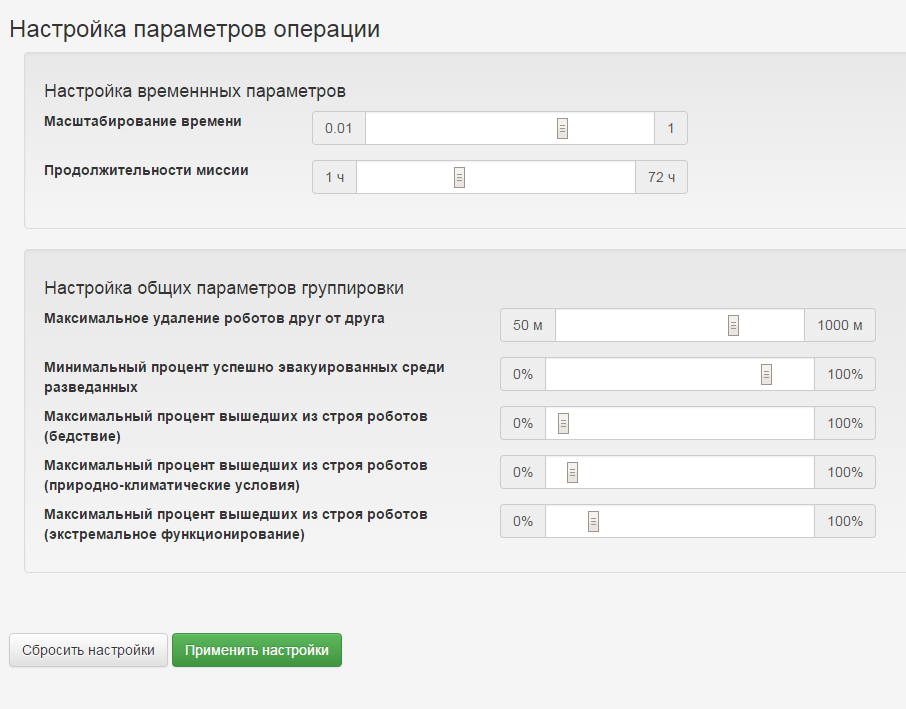 Настройка параметров операции
Настройка временнных параметров
Масштабирование времени
0.01
1
Продолжительности миссии
1 ч
72 ч
Настройка общих параметров группировки
Максимальное удаление роботов друг от друга
50 м
1000 м
Минимальный процент успешно эвакуированных среди
разведанных
0%
100%
Максимальный процент вышедших из строя роботов
(бедствие)
0%
100%
Максимальный процент вышедших из строя роботов
(природно-климатические условия)
0%
100%
Максимальный процент вышедших из строя роботов
(экстремальное функционирование)
0%
100%
Сбросить настройки
Применить настройки